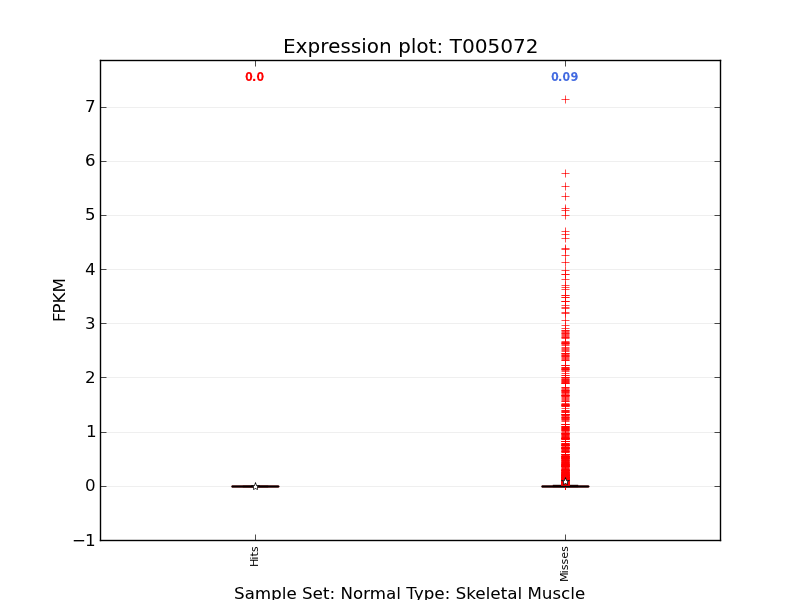 Expression plot: T005072
0.0
0.09
7
6
5
4
3
2
1
0
−1
FPKM
Hits
Misses
Sample Set: Normal Type: Skeletal Muscle